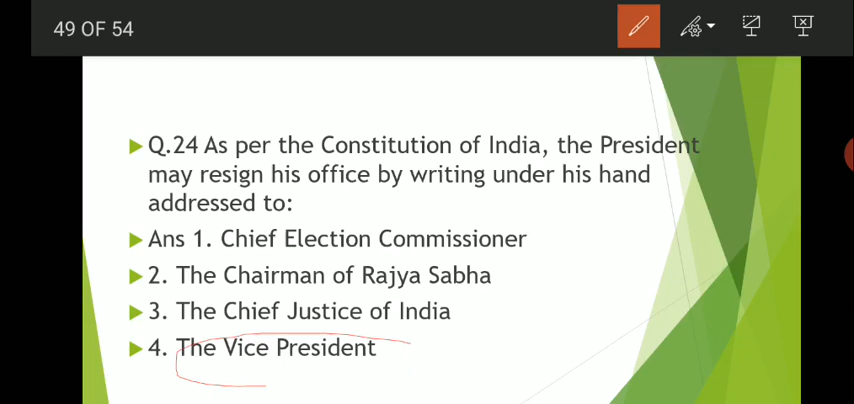 49 OF 54
Q.24 As per the Constitution of India, the President
may resign his office by writing under his hand
addressed to:
Ans 1. Chief Election Commissioner
2. The Chairman of Rajya Sabha
3. The Chief Justice of India
4. The Vice President